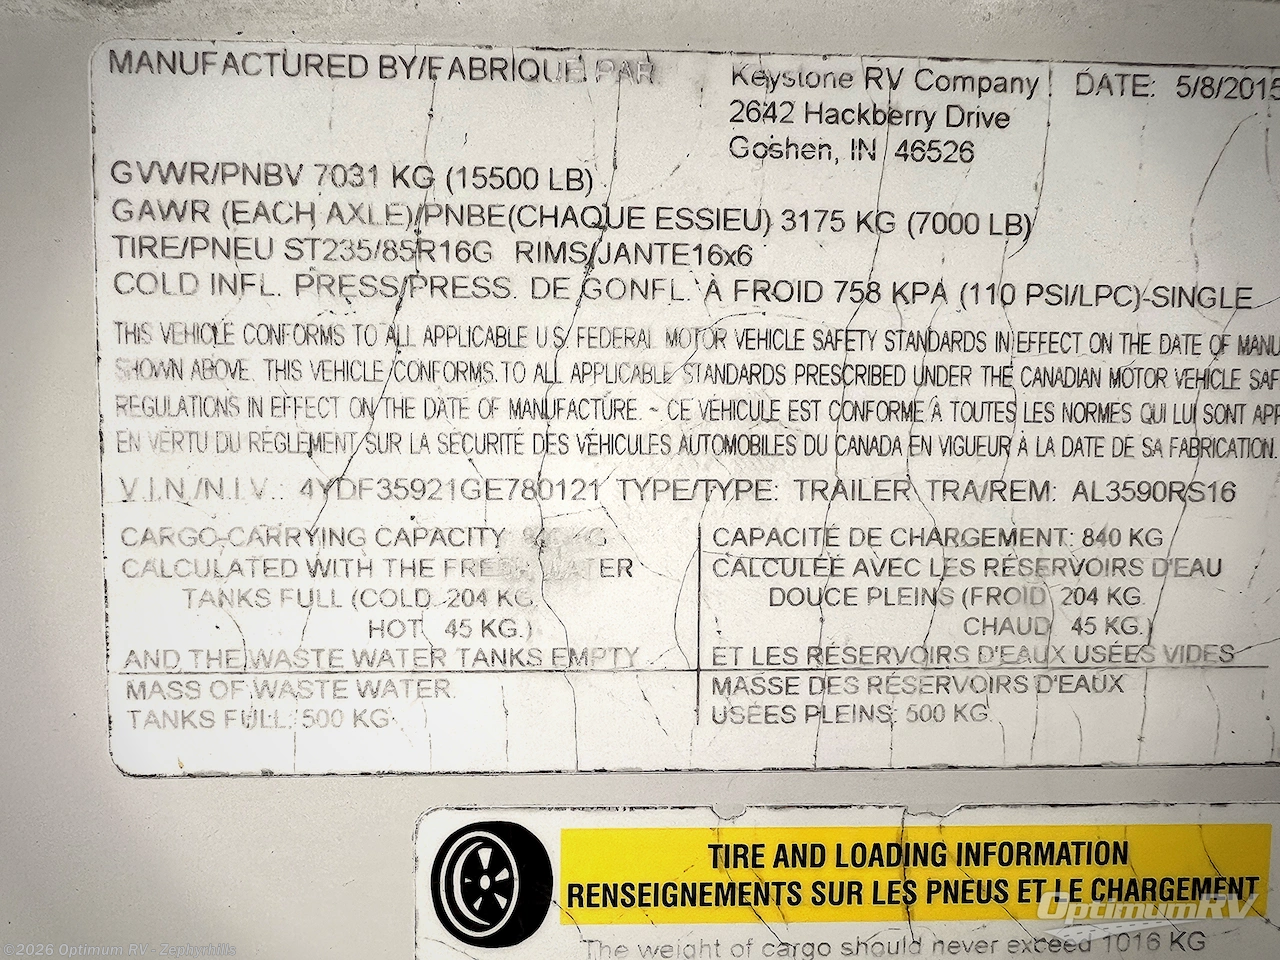 MANUFACTURED BY/FABRIQUÉ PAR Keystone RV Company DATE: 5/8/2015
2642 Hackberry Drive
Goshen, IN 46526
GVWR/PNBV 7031 KG (15500 LB)
GAWR (EACH AXLE)/PNBE(CHAQUE ESSIEU) 3175 KG (7000 LB)
TIRE/PNEU ST235/85R16G RIMS/JANTE16x6
COLD INFL. PRESS/PRESS. DE GONFL. À FROID 758 KPA (110 PSI/LPC)-SINGLE
THIS VEHICLE CONFORMS TO ALL APPLICABLE U.S. FEDERAL MOTOR VEHICLE SAFETY STANDARDS IN EFFECT ON THE DATE OF MANU
SHOWN ABOVE. THIS VEHICLE CONFORMS TO ALL APPLICABLE STANDARDS PRESCRIBED UNDER THE CANADIAN MOTOR VEHICLE SAF
REGULATIONS IN EFFECT ON THE DATE OF MANUFACTURE. ~ CE VÉHICULE EST CONFORME À TOUTES LES NORMES QUI LUI SONT APP
EN VERTU DU RÈGLEMENT SUR LA SÉCURITÉ DES VÉHICULES AUTOMOBILES DU CANADA EN VIGUEUR À LA DATE DE SA FABRICATION.
V.I.N./N.I.V.: 4YDF35921GE780121 TYPE/TYPE: TRAILER TRA/REM: AL3590RS16
CARGO-CARRYING CAPACITY KG
CALCULATED WITH THE FRESH WATER
TANKS FULL (COLD 204 KG.
HOT 45 KG.)
AND THE WASTE WATER TANKS EMPTY
MASS OF WASTE WATER
TANKS FULL: 500 KG
CAPACITÉ DE CHARGEMENT: 840 KG
CALCULÉE AVEC LES RÉSERVOIRS D'EAU
DOUCE PLEINS (FROID 204 KG.
CHAUD 45 KG.)
ET LES RÉSERVOIRS D'EAUX USÉES VIDES
MASSE DES RÉSERVOIRS D'EAUX
USÉES PLEINS: 500 KG.
TIRE AND LOADING INFORMATION
RENSEIGNEMENTS SUR LES PNEUS ET LE CHARGEMENT
The weight of cargo should never exceed 1016 KG
OptimumRV
©2026 Optimum RV - Zephyrhills